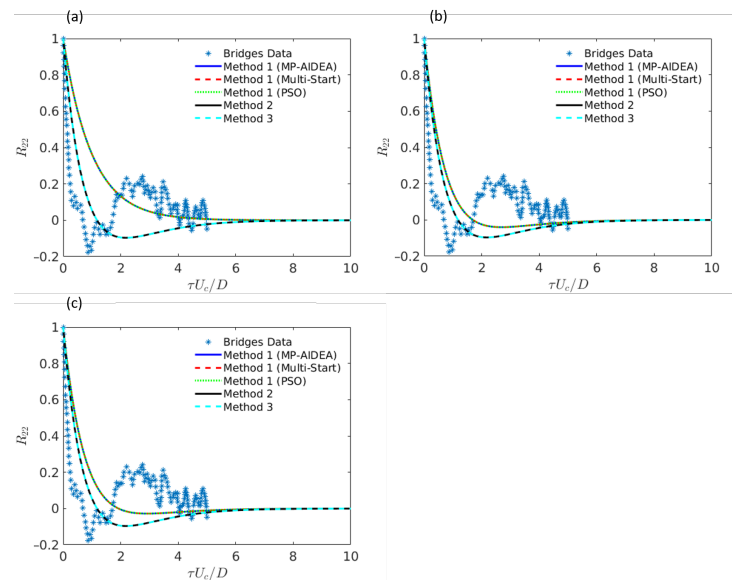 (a)
1
0.8
0.6
0.4
0.2
0
−0.2
R₂₂
Bridges Data
Method 1 (MP-AIDEA)
Method 1 (Multi-Start)
Method 1 (PSO)
Method 2
Method 3
0 2 4 6 8 10
τU_c/D
(b)
1
0.8
0.6
0.4
0.2
0
−0.2
R₂₂
Bridges Data
Method 1 (MP-AIDEA)
Method 1 (Multi-Start)
Method 1 (PSO)
Method 2
Method 3
0 2 4 6 8 10
τU_c/D
(c)
1
0.8
0.6
0.4
0.2
0
−0.2
R₂₂
Bridges Data
Method 1 (MP-AIDEA)
Method 1 (Multi-Start)
Method 1 (PSO)
Method 2
Method 3
0 2 4 6 8 10
τU_c/D